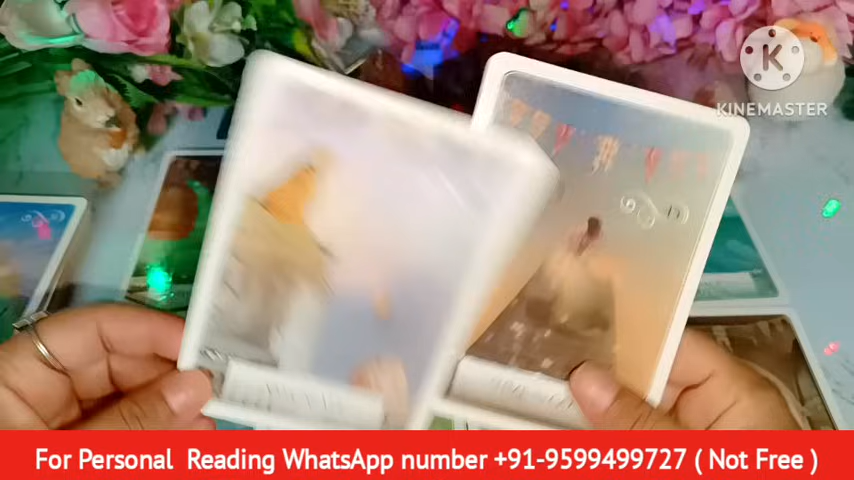 K
KINEMASTER
For Personal Reading WhatsApp number +91-9599499727 ( Not Free )